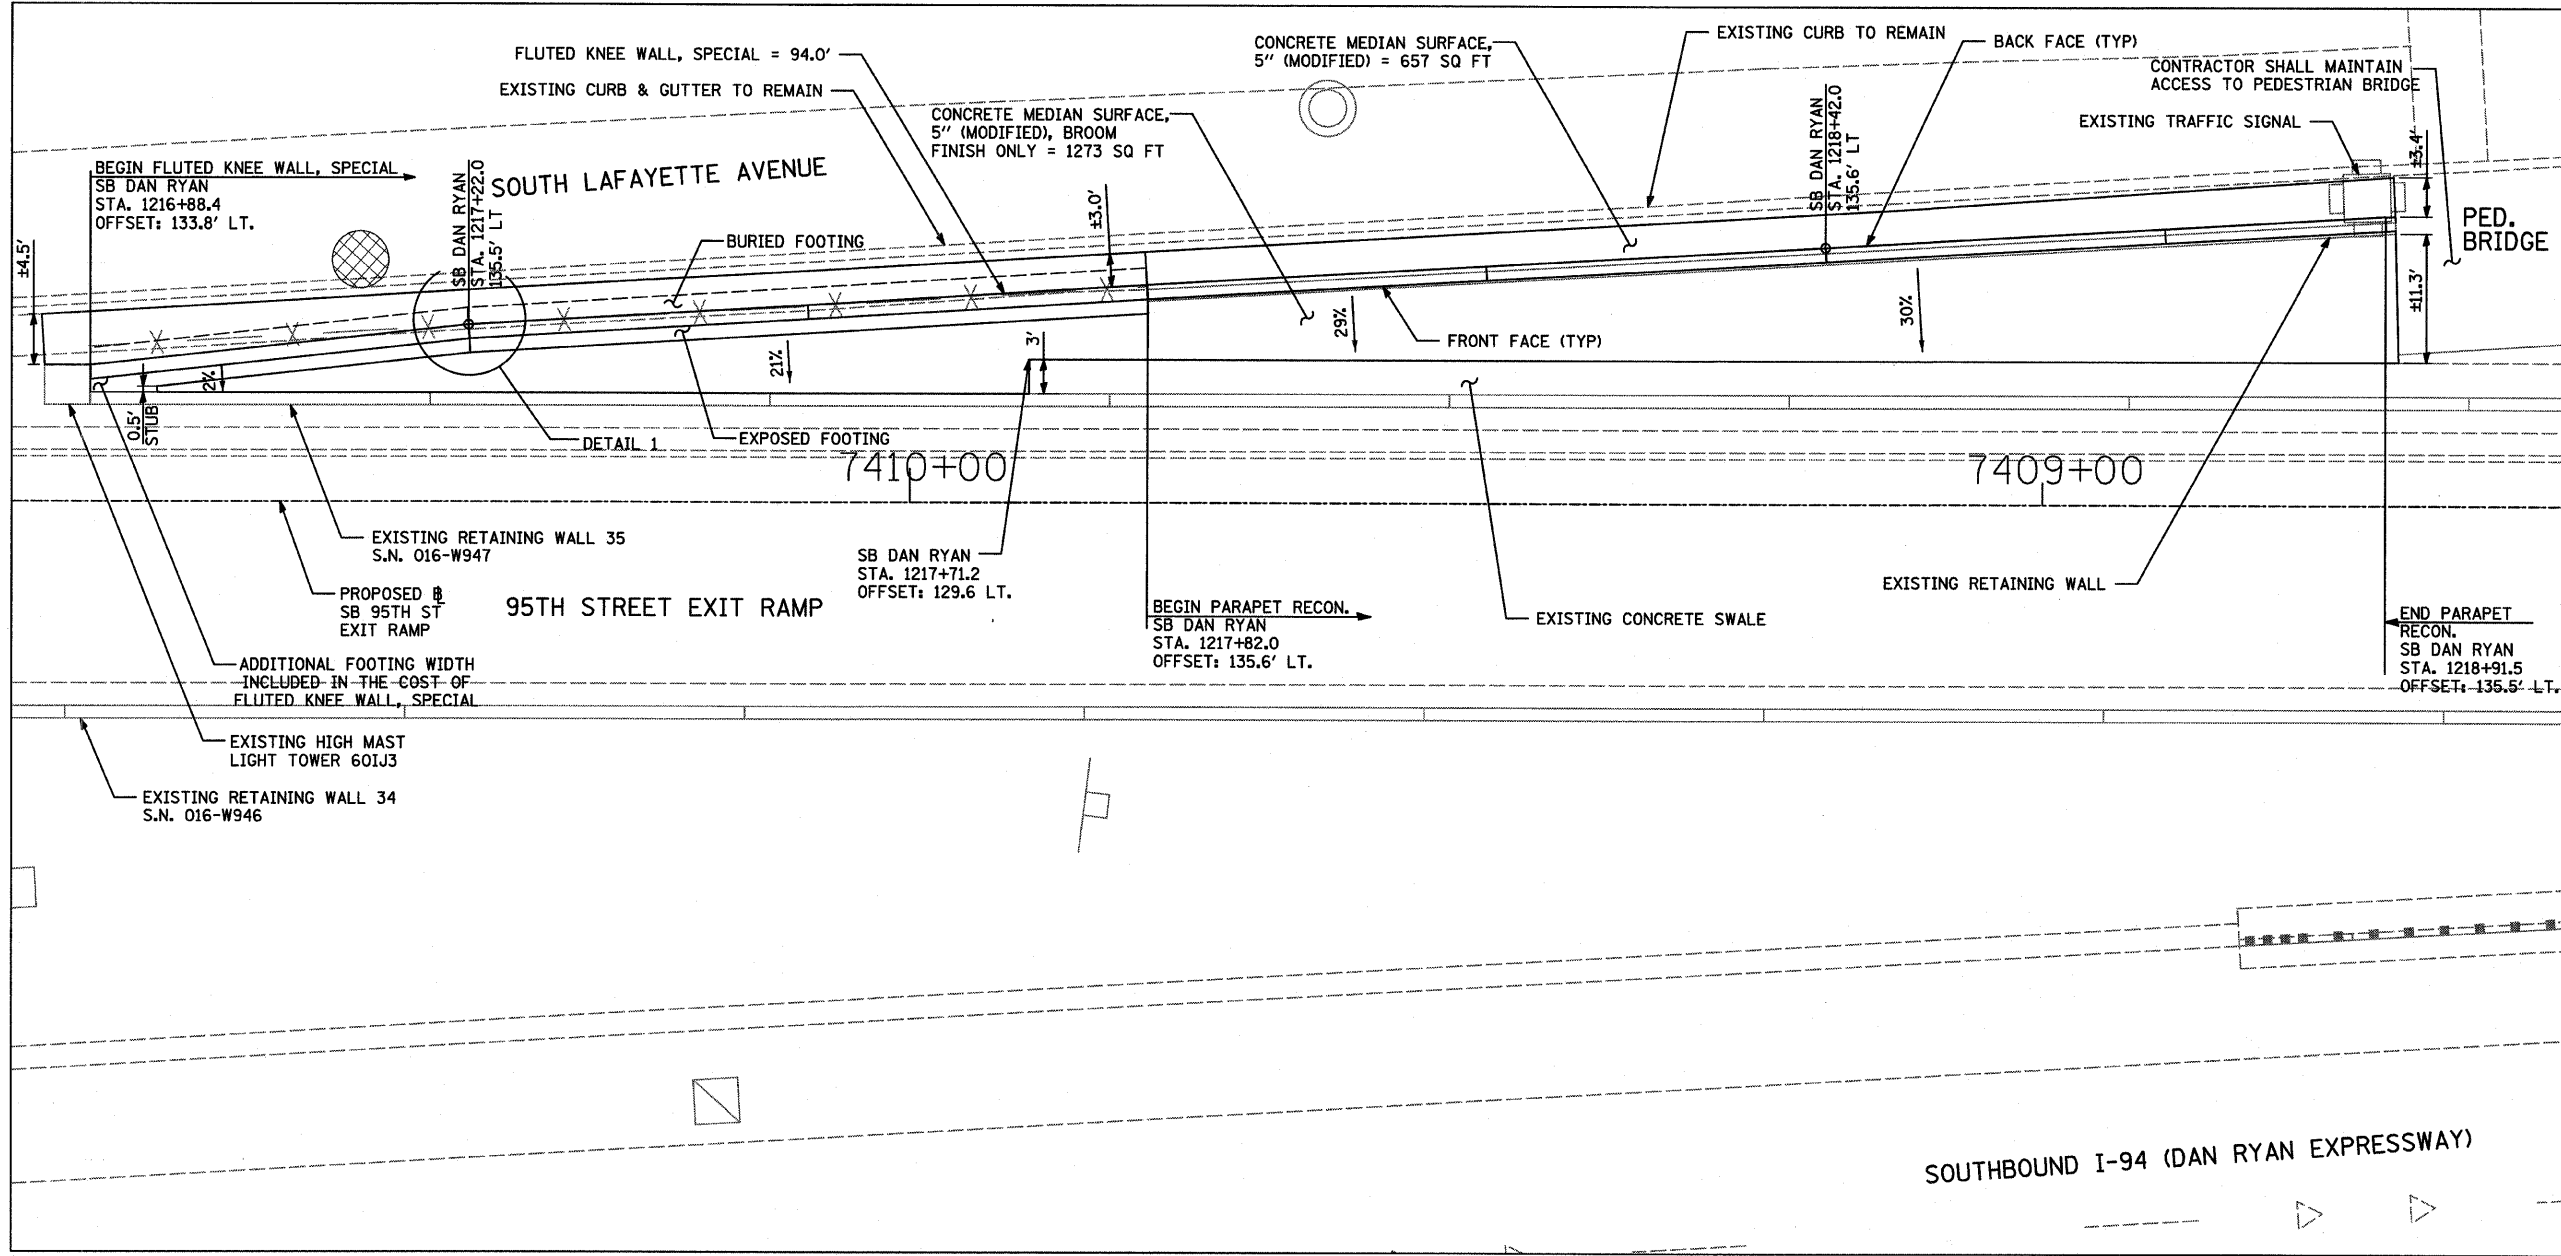 FLUTED KNEE WALL, SPECIAL = 94.0'
EXISTING CURB & GUTTER TO REMAIN
CONCRETE MEDIAN SURFACE,
5" (MODIFIED), BROOM
FINISH ONLY = 1273 SQ FT
CONCRETE MEDIAN SURFACE,
5" (MODIFIED) = 657 SQ FT
EXISTING CURB TO REMAIN
BACK FACE (TYP)
CONTRACTOR SHALL MAINTAIN
ACCESS TO PEDESTRIAN BRIDGE
EXISTING TRAFFIC SIGNAL
±3.4'
PED.
BRIDGE
±11.3'
BEGIN FLUTED KNEE WALL, SPECIAL
SB DAN RYAN
STA. 1216+88.4
OFFSET: 133.8' LT.
±4.5'
SB DAN RYAN
STA. 1217+22.0
135.5' LT
SOUTH LAFAYETTE AVENUE
BURIED FOOTING
±3.0'
SB DAN RYAN
STA. 1218+42.0
135.6' LT
2%
21%
3'
29%
30%
FRONT FACE (TYP)
0.5'
STUB
DETAIL 1
EXPOSED FOOTING
7410+00
7409+00
EXISTING RETAINING WALL 35
S.N. 016-W947
PROPOSED BL
SB 95TH ST
EXIT RAMP
95TH STREET EXIT RAMP
SB DAN RYAN
STA. 1217+71.2
OFFSET: 129.6 LT.
BEGIN PARAPET RECON.
SB DAN RYAN
STA. 1217+82.0
OFFSET: 135.6' LT.
EXISTING CONCRETE SWALE
EXISTING RETAINING WALL
END PARAPET
RECON.
SB DAN RYAN
STA. 1218+91.5
OFFSET: 135.5' LT.
ADDITIONAL FOOTING WIDTH
INCLUDED IN THE COST OF
FLUTED KNEE WALL, SPECIAL
EXISTING HIGH MAST
LIGHT TOWER 60IJ3
EXISTING RETAINING WALL 34
S.N. 016-W946
SOUTHBOUND I-94 (DAN RYAN EXPRESSWAY)